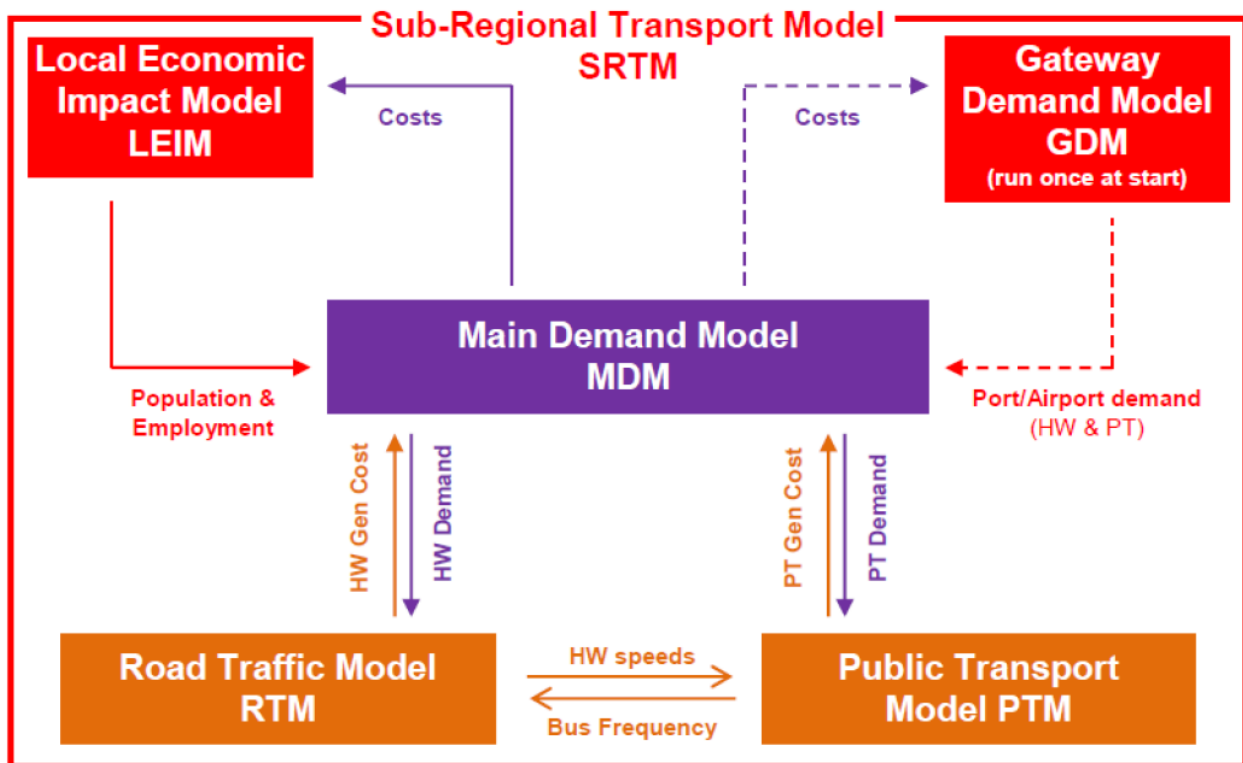 Sub-Regional Transport Model
SRTM
Local Economic
Impact Model
LEIM
Costs
Costs
Gateway
Demand Model
GDM
(run once at start)
Main Demand Model
MDM
Population &
Employment
Port/Airport demand
(HW & PT)
HW Gen Cost
HW Demand
PT Gen Cost
PT Demand
Road Traffic Model
RTM
HW speeds
Bus Frequency
Public Transport
Model PTM